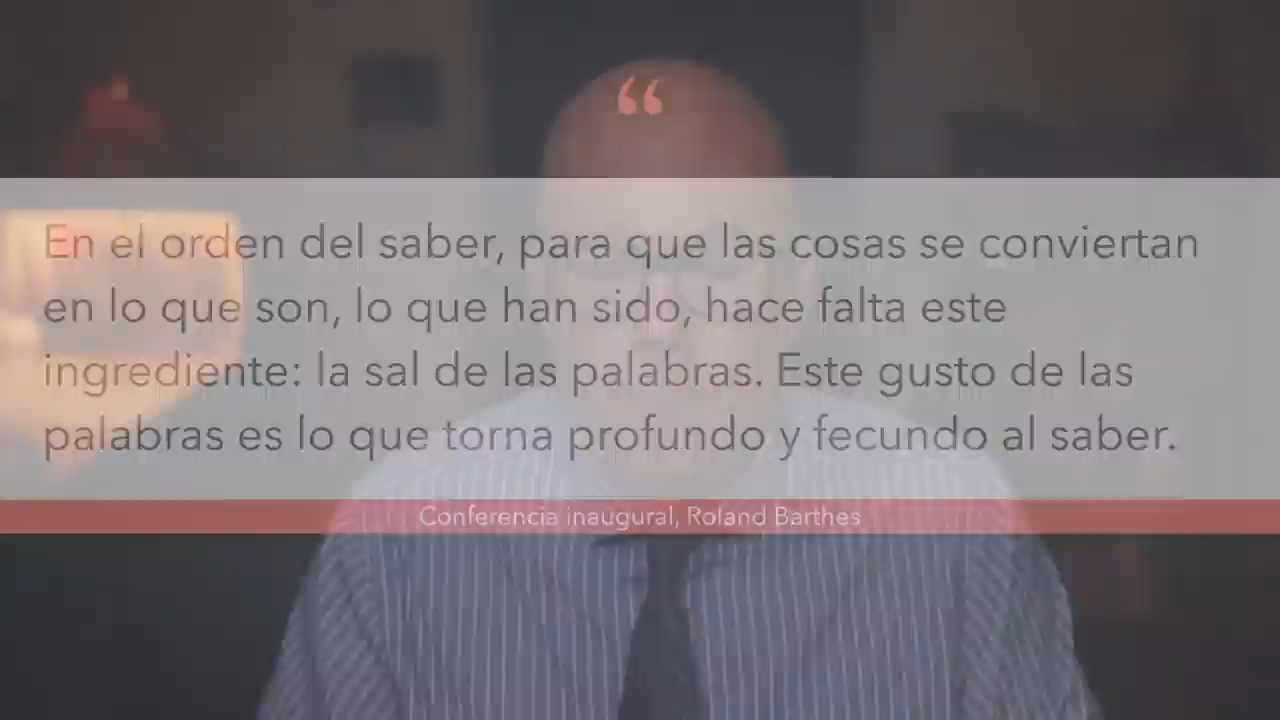 “
En el orden del saber, para que las cosas se conviertan
en lo que son, lo que han sido, hace falta este
ingrediente: la sal de las palabras. Este gusto de las
palabras es lo que torna profundo y fecundo al saber.
Conferencia inaugural, Roland Barthes